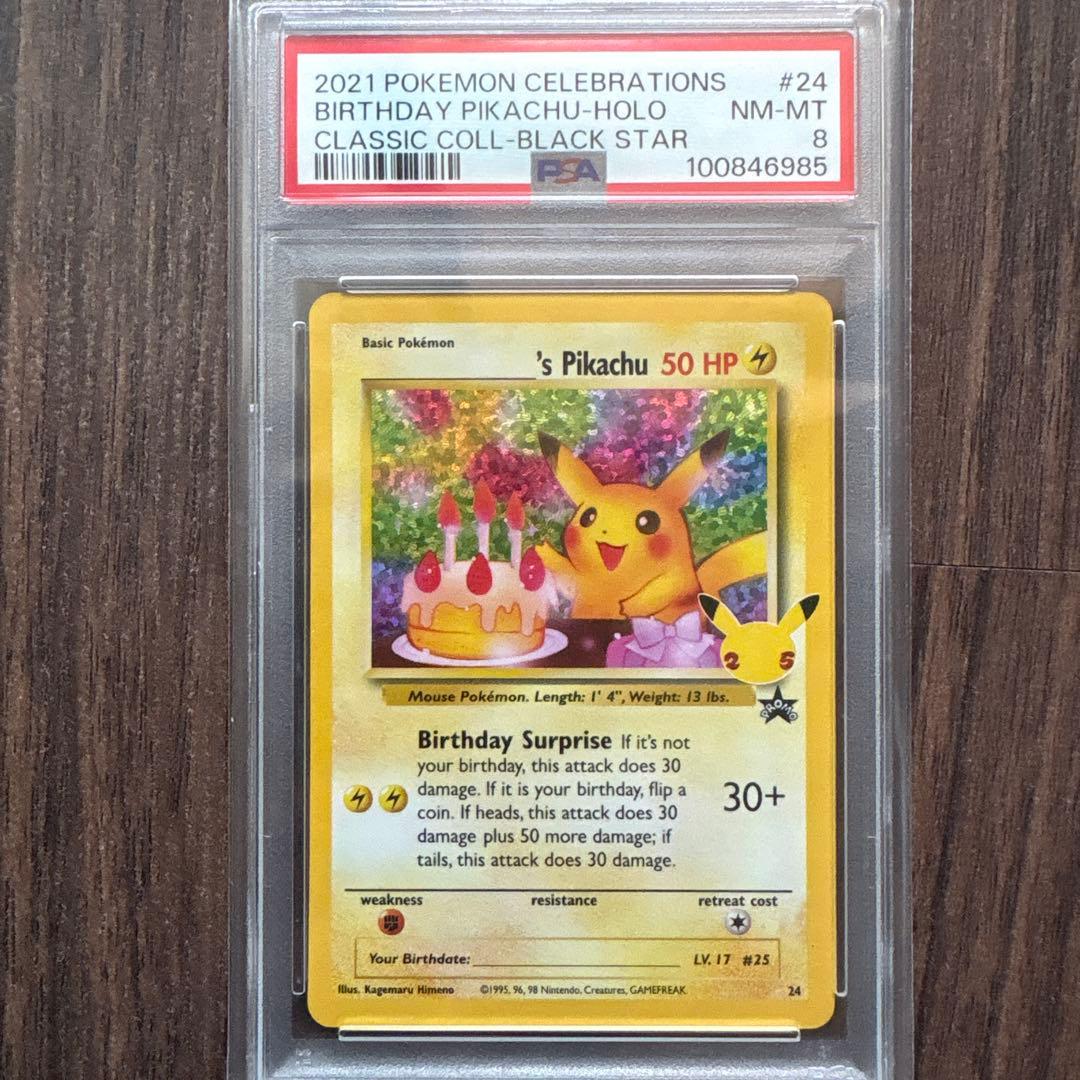 2021 POKEMON CELEBRATIONS #24
BIRTHDAY PIKACHU-HOLO NM-MT
CLASSIC COLL-BLACK STAR 8
PSA 100846985
Basic Pokémon
____________'s Pikachu 50 HP
2 5
Mouse Pokémon. Length: 1' 4", Weight: 13 lbs.
PROMO
Birthday Surprise If it's not
your birthday, this attack does 30
damage. If it is your birthday, flip a
coin. If heads, this attack does 30
damage plus 50 more damage; if
tails, this attack does 30 damage.
30+
weakness resistance retreat cost
Your Birthdate: ____________ LV. 17 #25
Illus. Kagemaru Himeno ©1995, 96, 98 Nintendo, Creatures, GAMEFREAK. 24